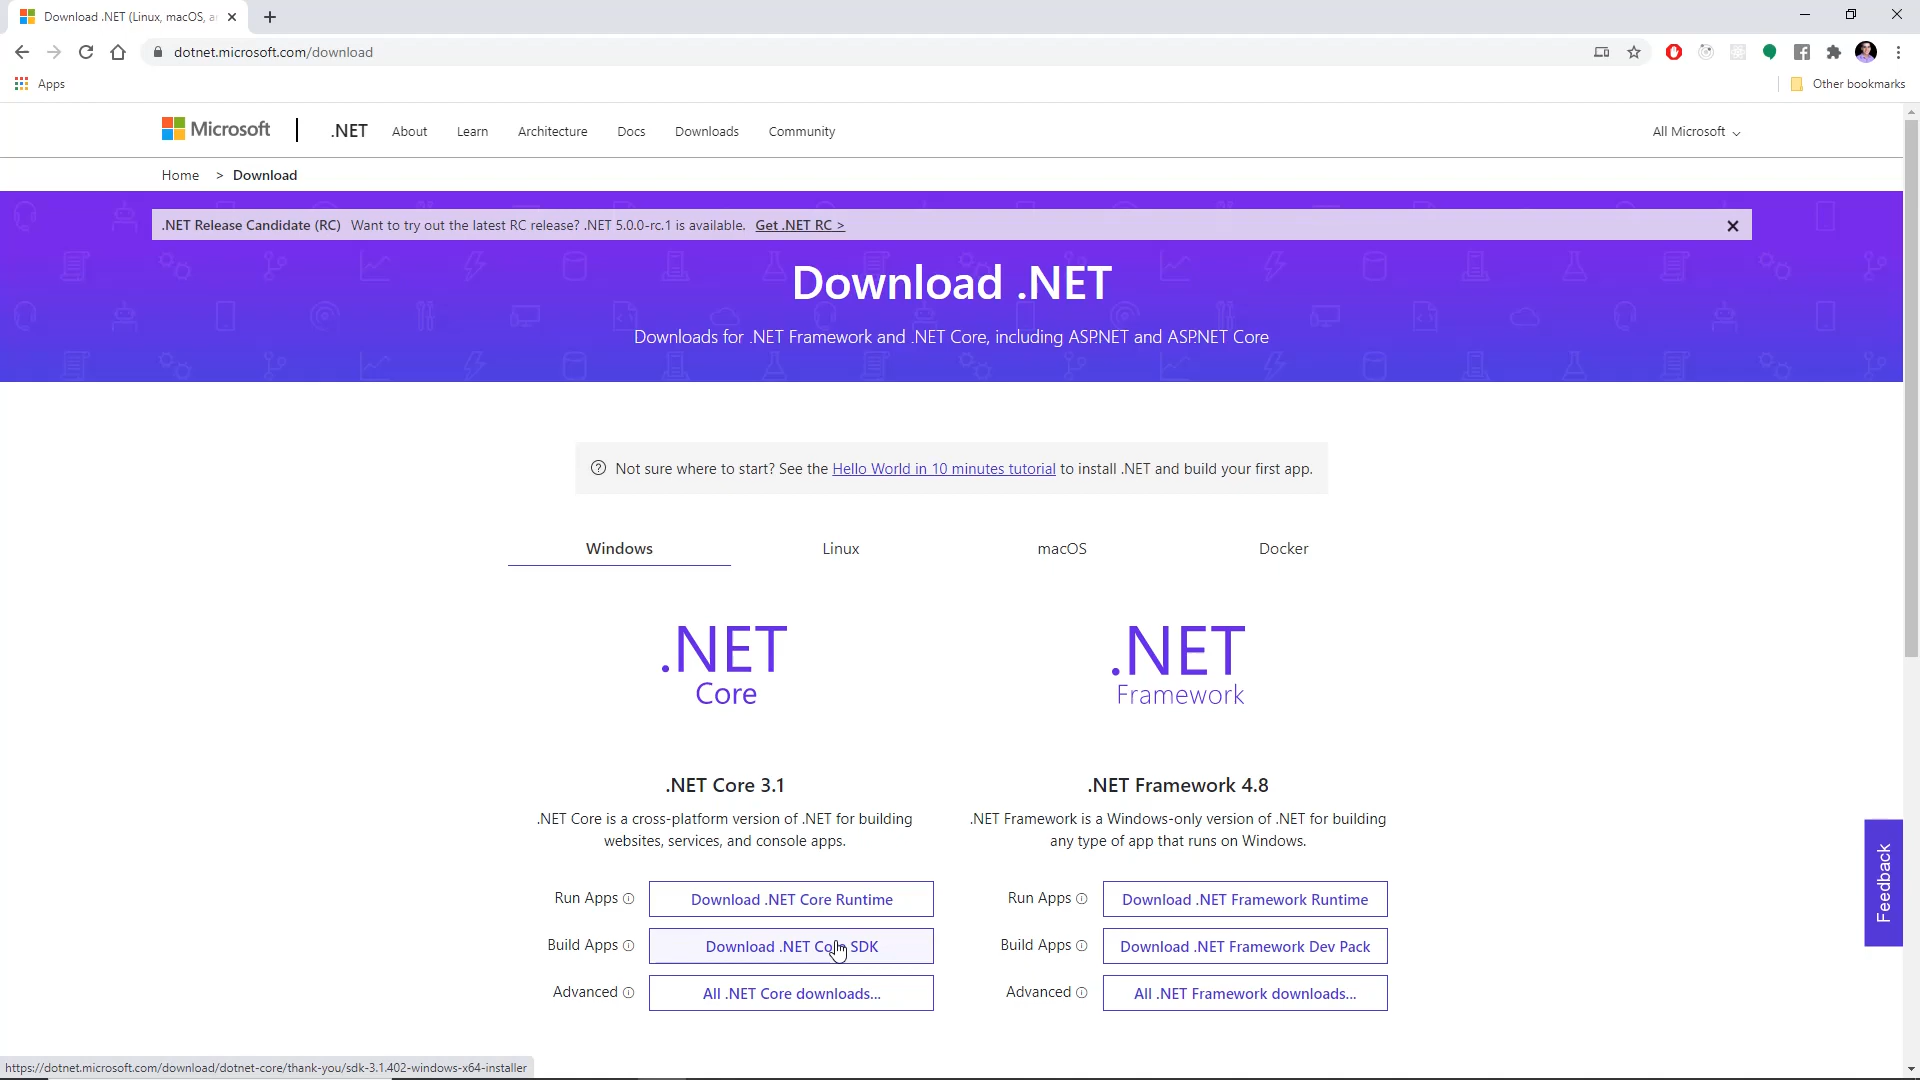 Download .NET (Linux, macOS, a
dotnet.microsoft.com/download
Apps
Other bookmarks
Microsoft
.NET
About
Learn
Architecture
Docs
Downloads
Community
All Microsoft
Home > Download
.NET Release Candidate (RC) Want to try out the latest RC release? .NET 5.0.0-rc.1 is available. Get .NET RC >
Download .NET
Downloads for .NET Framework and .NET Core, including ASP.NET and ASP.NET Core
Not sure where to start? See the Hello World in 10 minutes tutorial to install .NET and build your first app.
Windows
Linux
macOS
Docker
.NET
Core
.NET
Framework
.NET Core 3.1
.NET Core is a cross-platform version of .NET for building
websites, services, and console apps.
Run Apps
Download .NET Core Runtime
Build Apps
Download .NET Core SDK
Advanced
All .NET Core downloads...
.NET Framework 4.8
.NET Framework is a Windows-only version of .NET for building
any type of app that runs on Windows.
Run Apps
Download .NET Framework Runtime
Build Apps
Download .NET Framework Dev Pack
Advanced
All .NET Framework downloads...
Feedback
https://dotnet.microsoft.com/download/dotnet-core/thank-you/sdk-3.1.402-windows-x64-installer